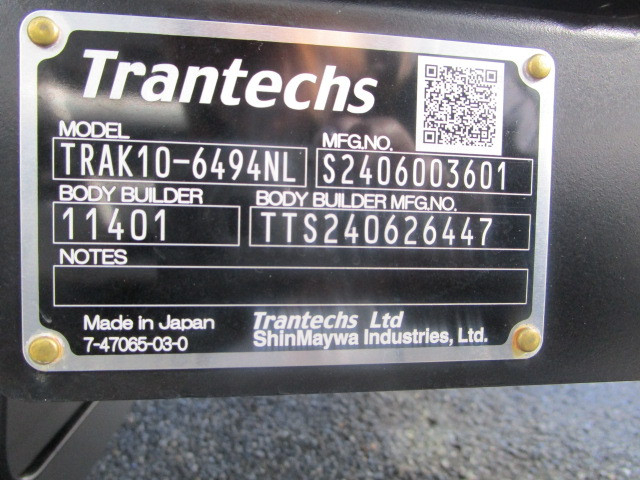 Trantechs
MODEL
MFG.NO.
TRAK10-6494NL
S2406003601
BODY BUILDER
BODY BUILDER MFG.NO.
11401
TTS240626447
NOTES
Made in Japan
7-47065-03-0
Trantechs Ltd
ShinMaywa Industries, Ltd.